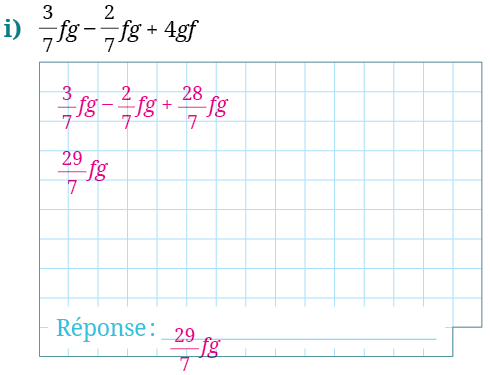 i) 3/7 fg − 2/7 fg + 4gf
3/7 fg − 2/7 fg + 28/7 fg
29/7 fg
Réponse : 29/7 fg